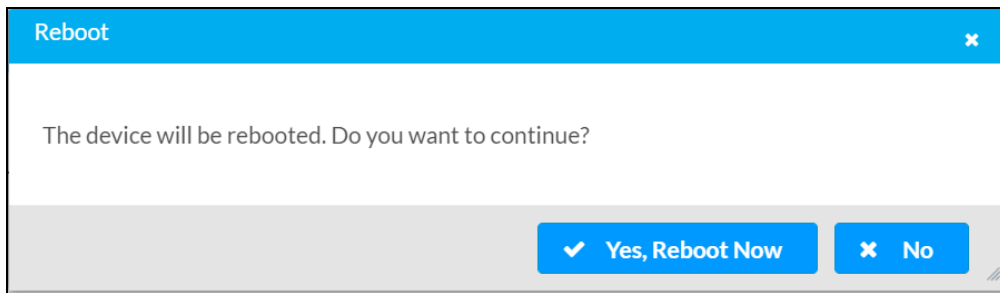 Reboot
The device will be rebooted. Do you want to continue?
Yes, Reboot Now
No